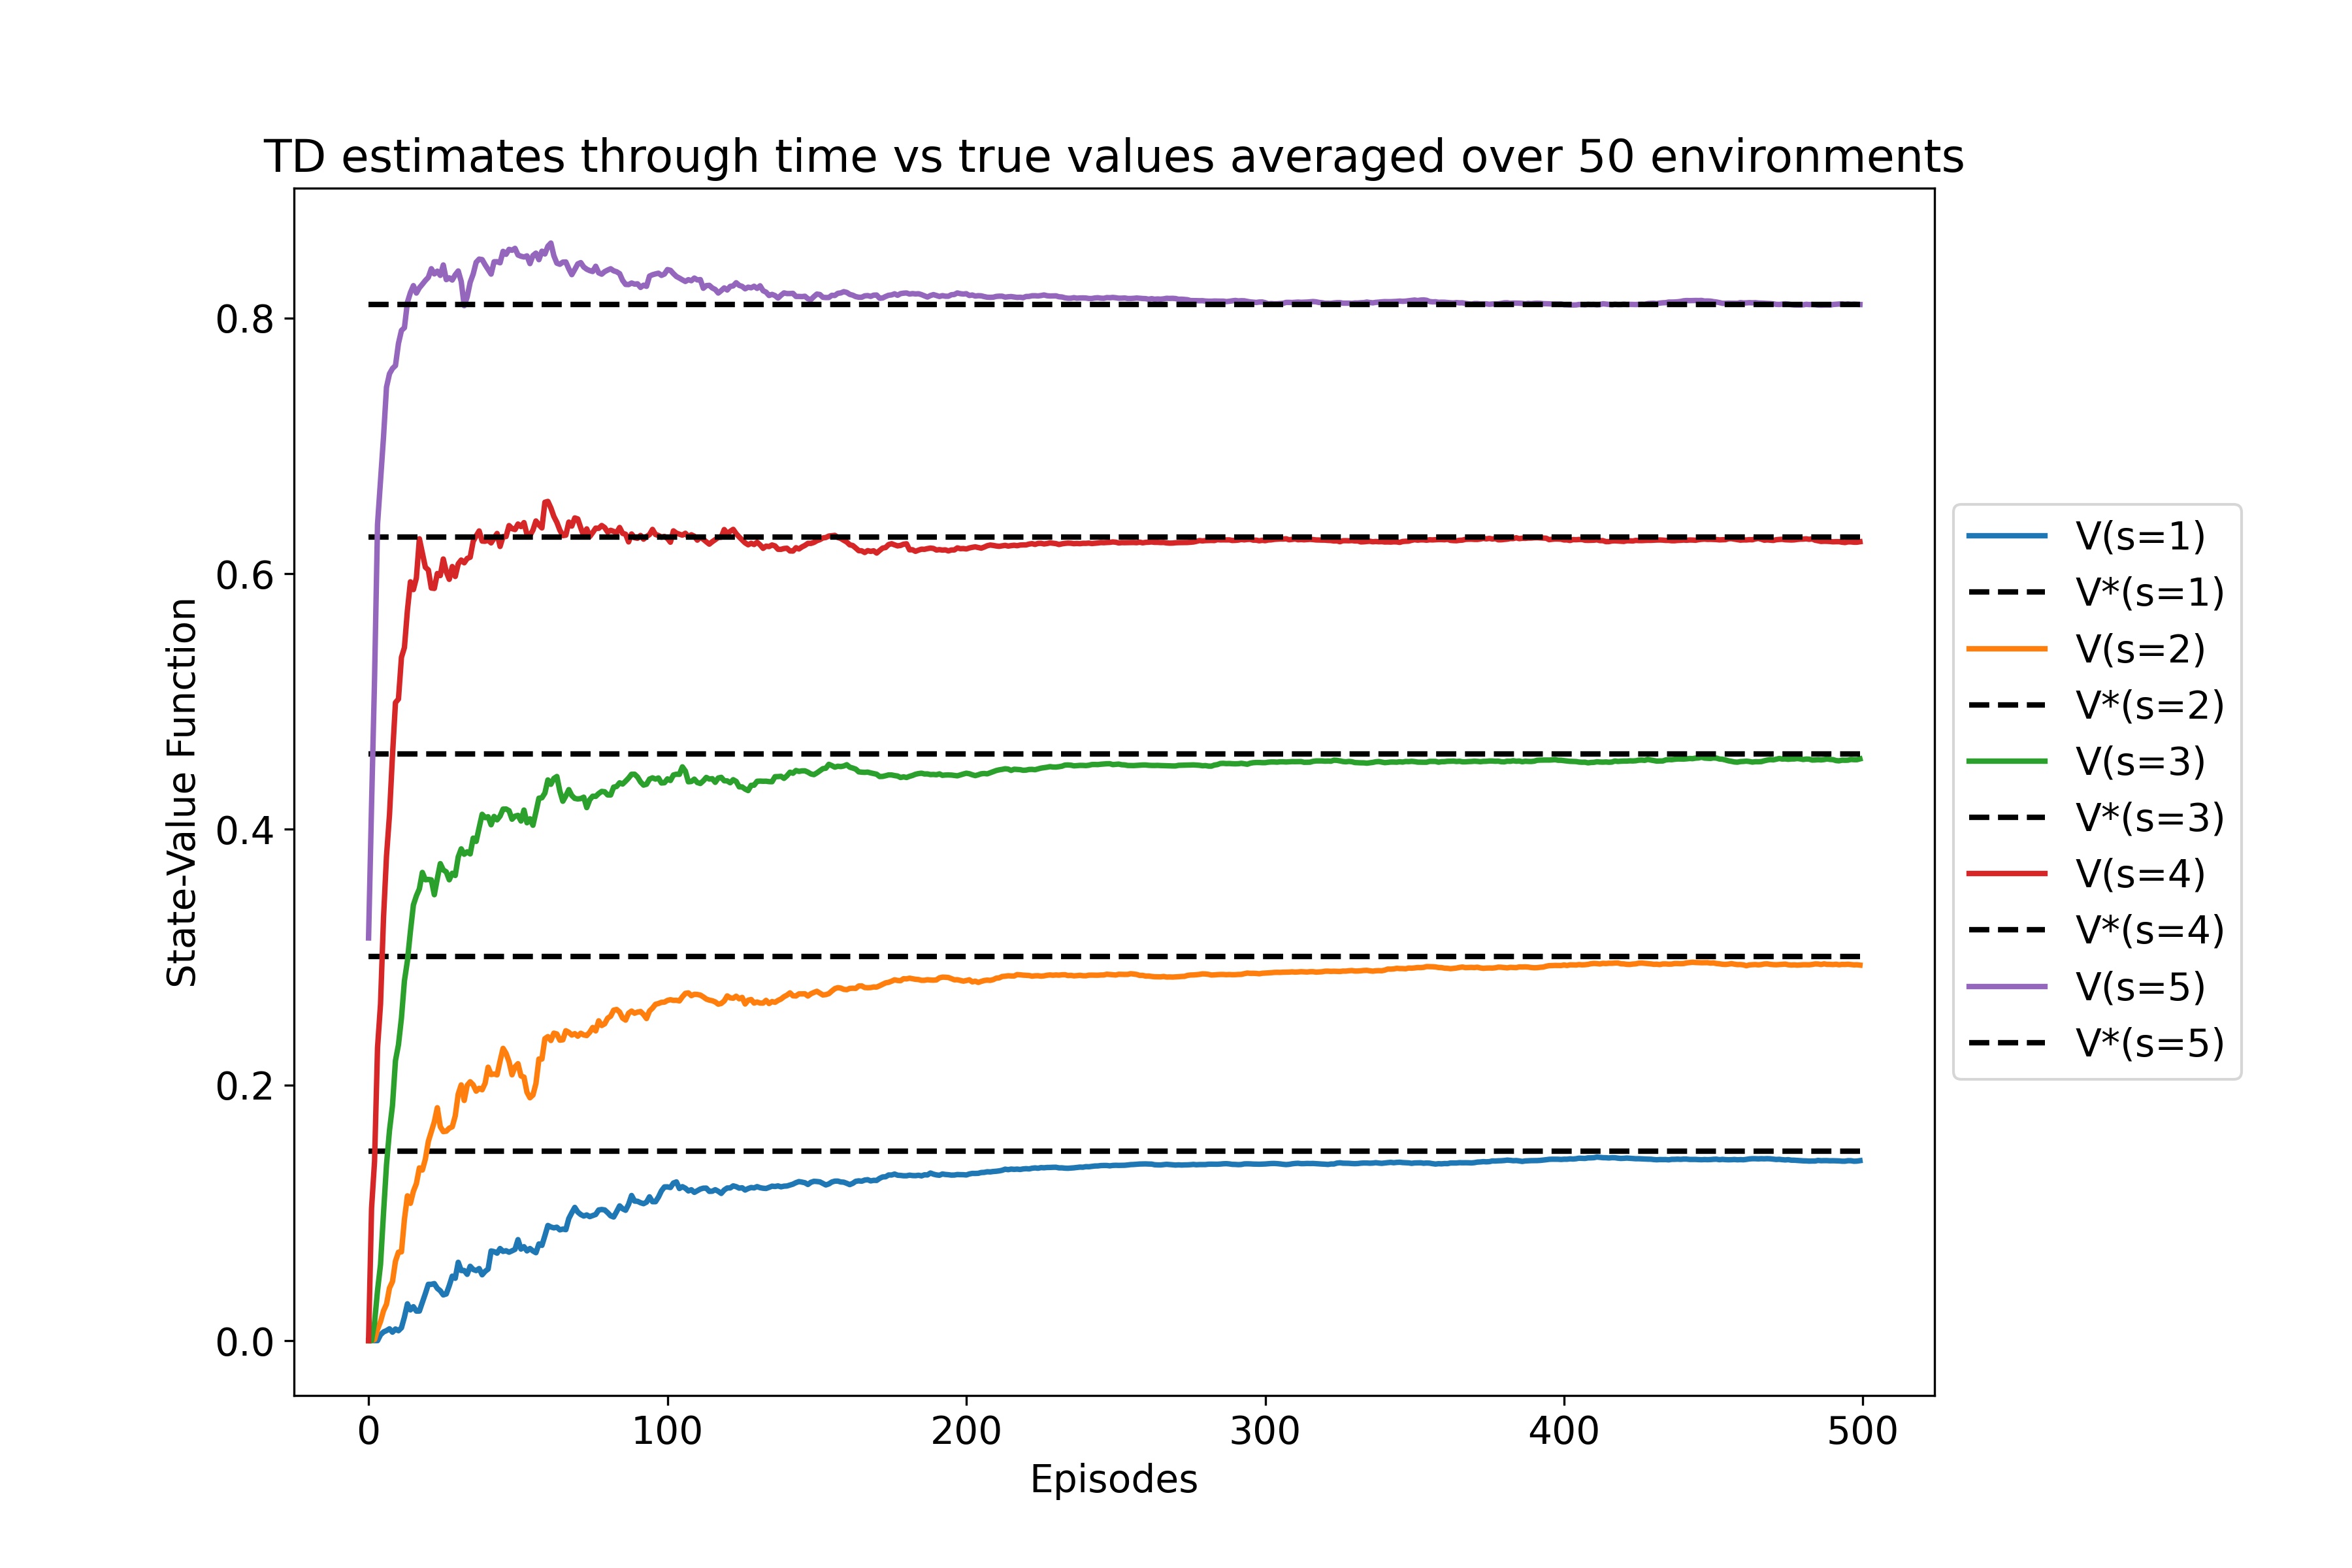 TD estimates through time vs true values averaged over 50 environments
State-Value Function
0.8
0.6
0.4
0.2
0.0
0 100 200 300 400 500
Episodes
V(s=1)
V*(s=1)
V(s=2)
V*(s=2)
V(s=3)
V*(s=3)
V(s=4)
V*(s=4)
V(s=5)
V*(s=5)